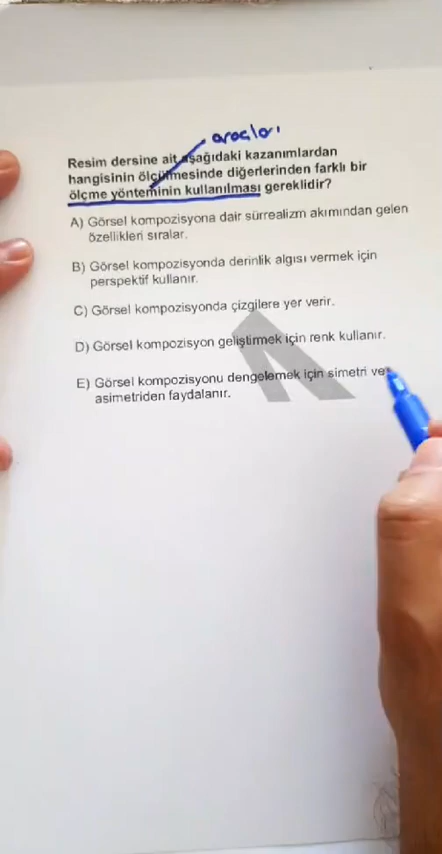 araçları
Resim dersine ait aşağıdaki kazanımlardan
hangisinin ölçülmesinde diğerlerinden farklı bir
ölçme yönteminin kullanılması gereklidir?
A) Görsel kompozisyona dair sürrealizm akımından gelen
özellikleri sıralar.
B) Görsel kompozisyonda derinlik algısı vermek için
perspektif kullanır.
C) Görsel kompozisyonda çizgilere yer verir.
D) Görsel kompozisyon geliştirmek için renk kullanır.
E) Görsel kompozisyonu dengelemek için simetri ve
asimetriden faydalanır.